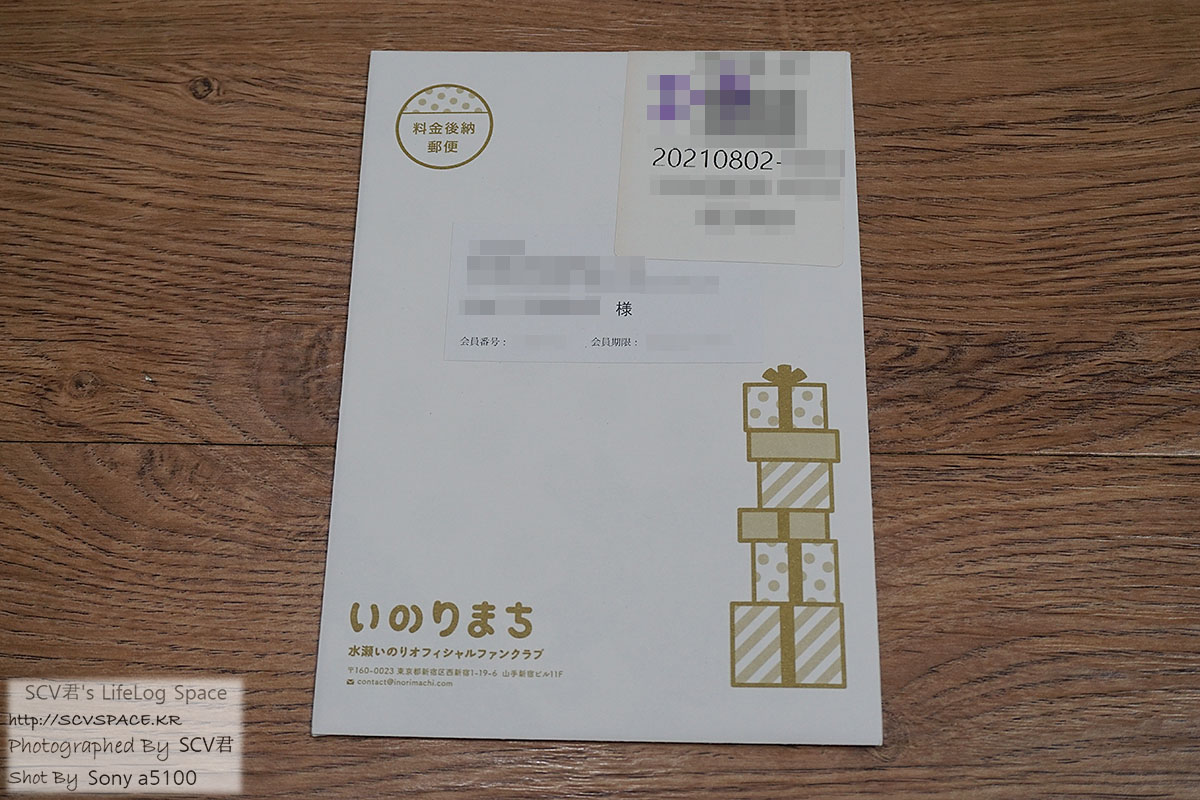 料金後納
郵便
20210802-
様
会員番号：
会員期限：
いのりまち
水瀬いのりオフィシャルファンクラブ
〒160-0023 東京都新宿区西新宿1-19-6 山手新宿ビル11F
contact@inorimachi.com
SCV君's LifeLog Space
http://SCVSPACE.KR
Photographed By SCV君
Shot By Sony a5100